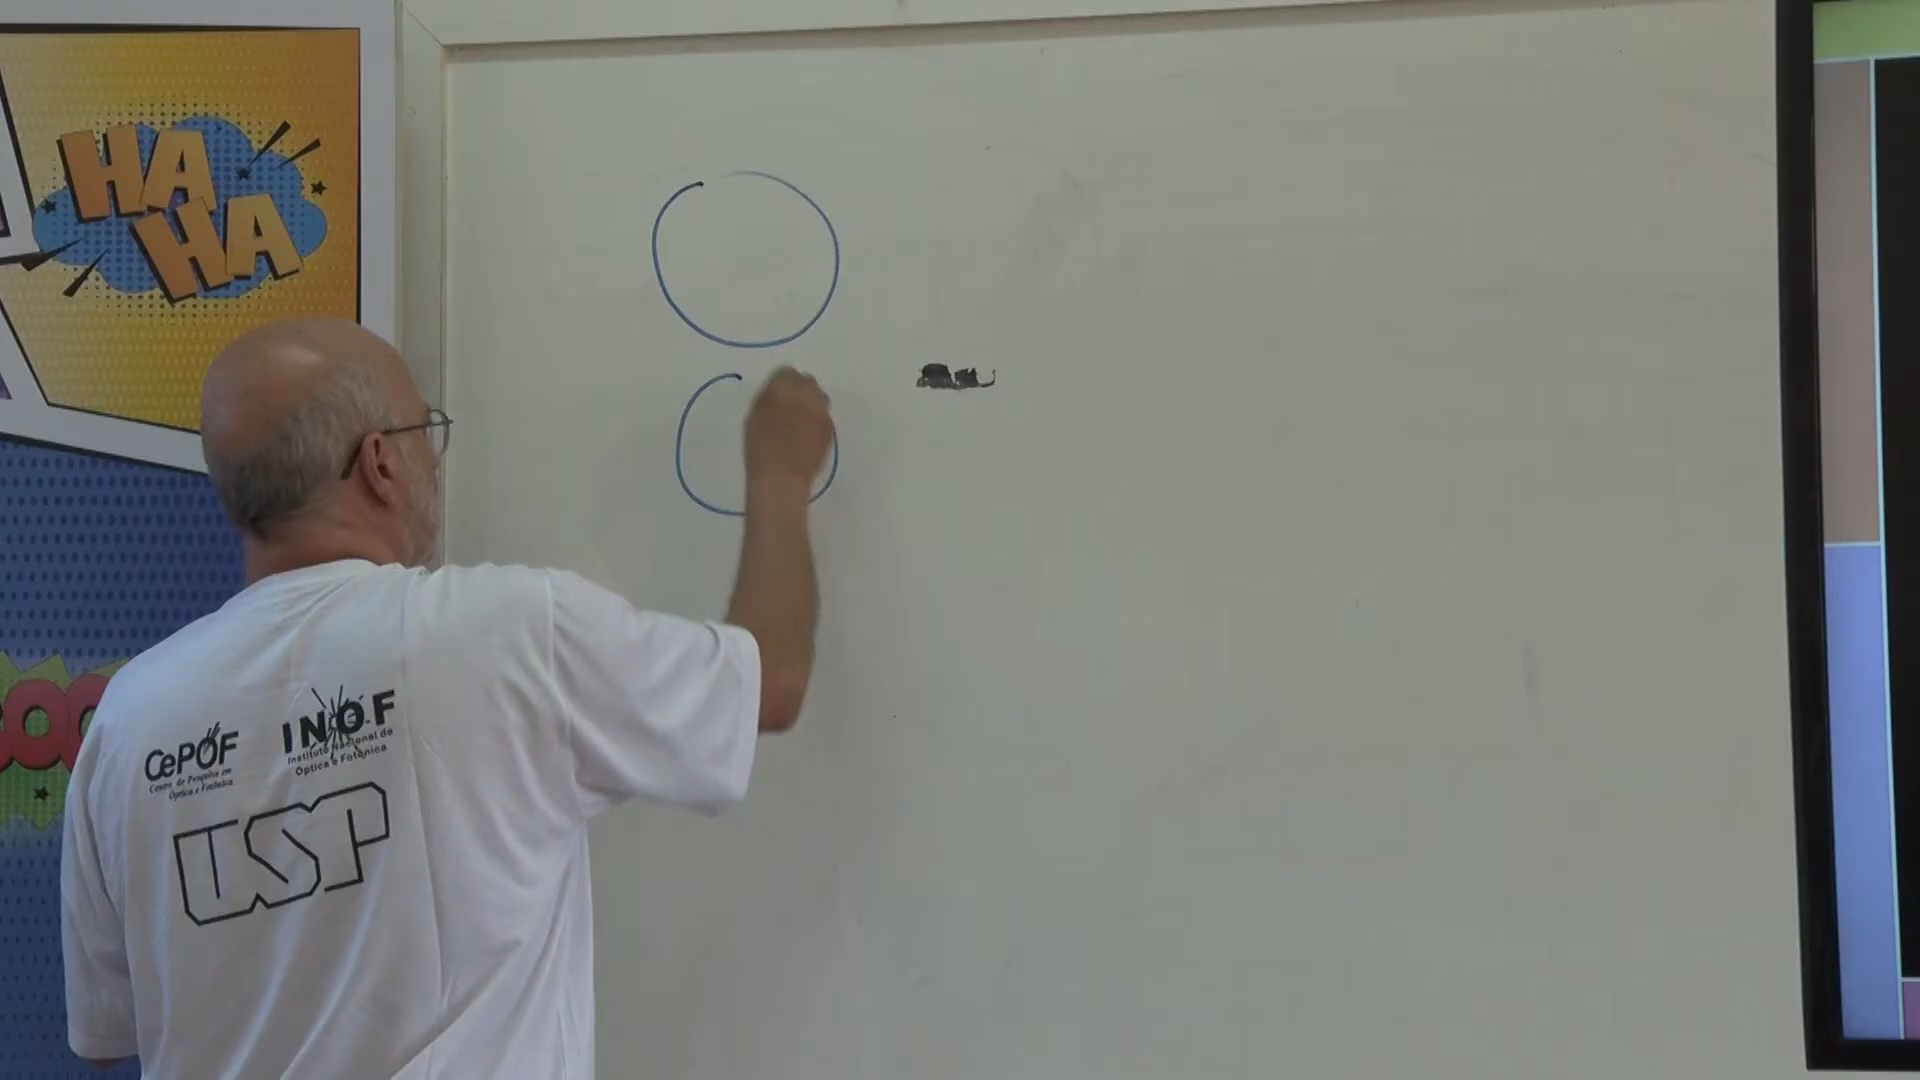 HA
HA
CePOF
Centro de Pesquisa em
Óptica e Fotônica
INOF
Instituto Nacional de
Óptica e Fotônica
USP